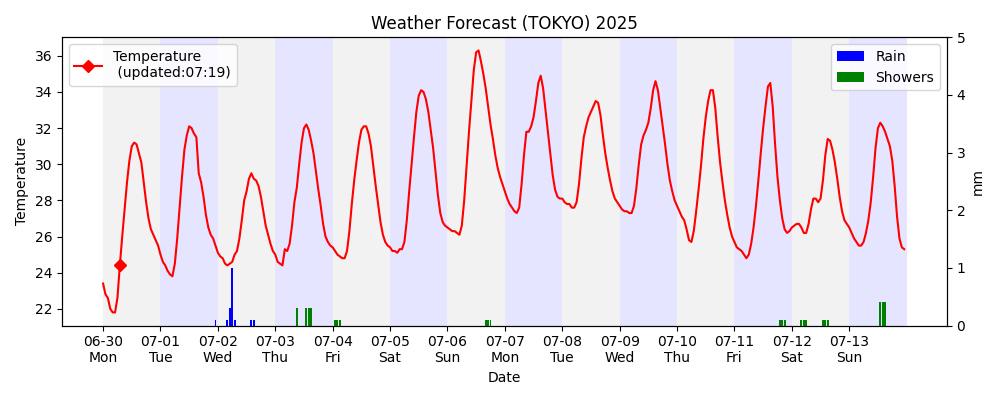 Weather Forecast (TOKYO) 2025
Temperature
(updated:07:19)
Rain
Showers
Temperature
36
34
32
30
28
26
24
22
5
4
3
2
1
0
mm
06-30 07-01 07-02 07-03 07-04 07-05 07-06 07-07 07-08 07-09 07-10 07-11 07-12 07-13
Mon Tue Wed Thu Fri Sat Sun Mon Tue Wed Thu Fri Sat Sun
Date